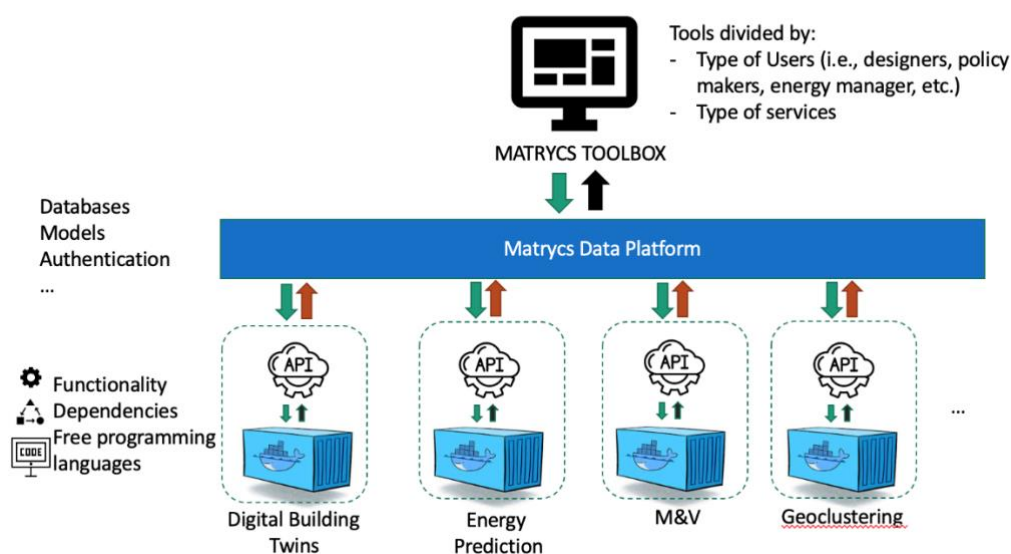 Tools divided by:
- Type of Users (i.e., designers, policy
makers, energy manager, etc.)
- Type of services
MATRYCS TOOLBOX
Databases
Models
Authentication
...
Matrycs Data Platform
API
API
API
API
Functionality
Dependencies
CODE
Free programming
languages
...
Digital Building
Twins
Energy
Prediction
M&V
Geoclustering